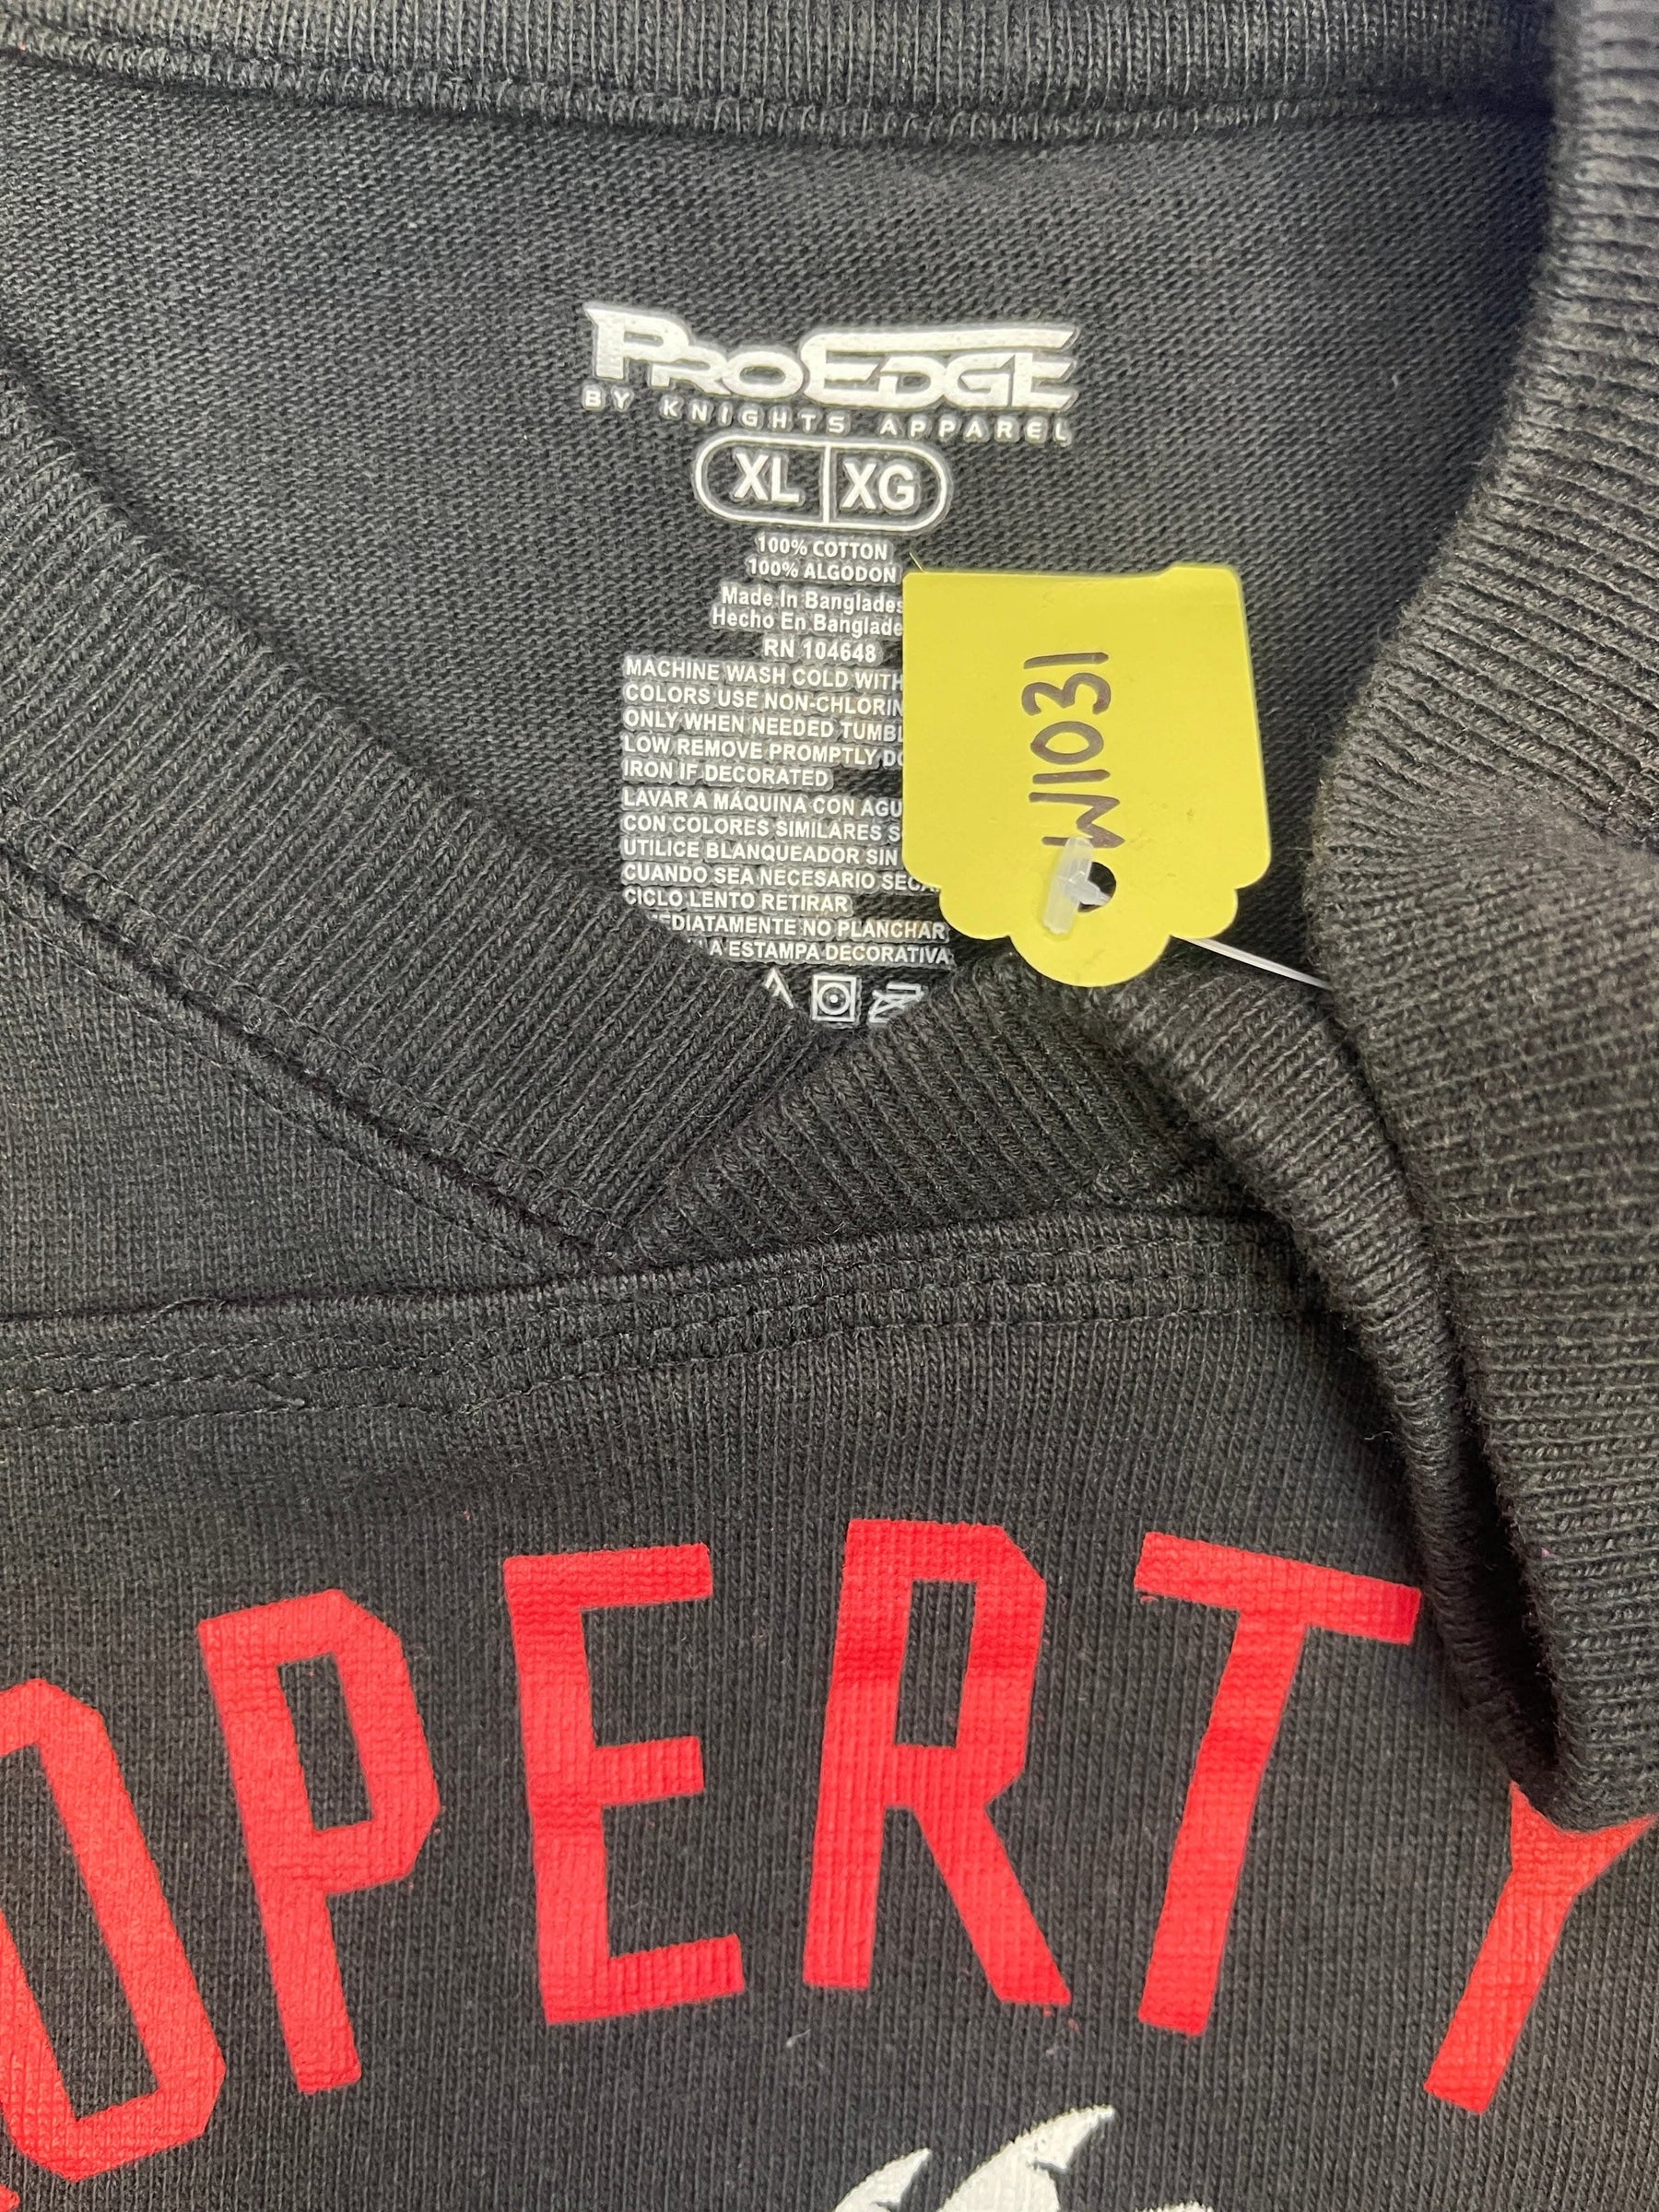 PROEDGE
BY KNIGHTS APPAREL
XL XG
100% COTTON
100% ALGODON
Made In Banglades
Hecho En Banglade
RN 104648
MACHINE WASH COLD WITH
COLORS USE NON-CHLORIN
ONLY WHEN NEEDED TUMBL
LOW REMOVE PROMPTLY DO
IRON IF DECORATED
LAVAR A MÁQUINA CON AGU
CON COLORES SIMILARES S
UTILICE BLANQUEADOR SIN
CUANDO SEA NECESARIO SECA
CICLO LENTO RETIRAR
EDIATAMENTE NO PLANCHAR
LA ESTAMPA DECORATIVA
W1031
OPERTY